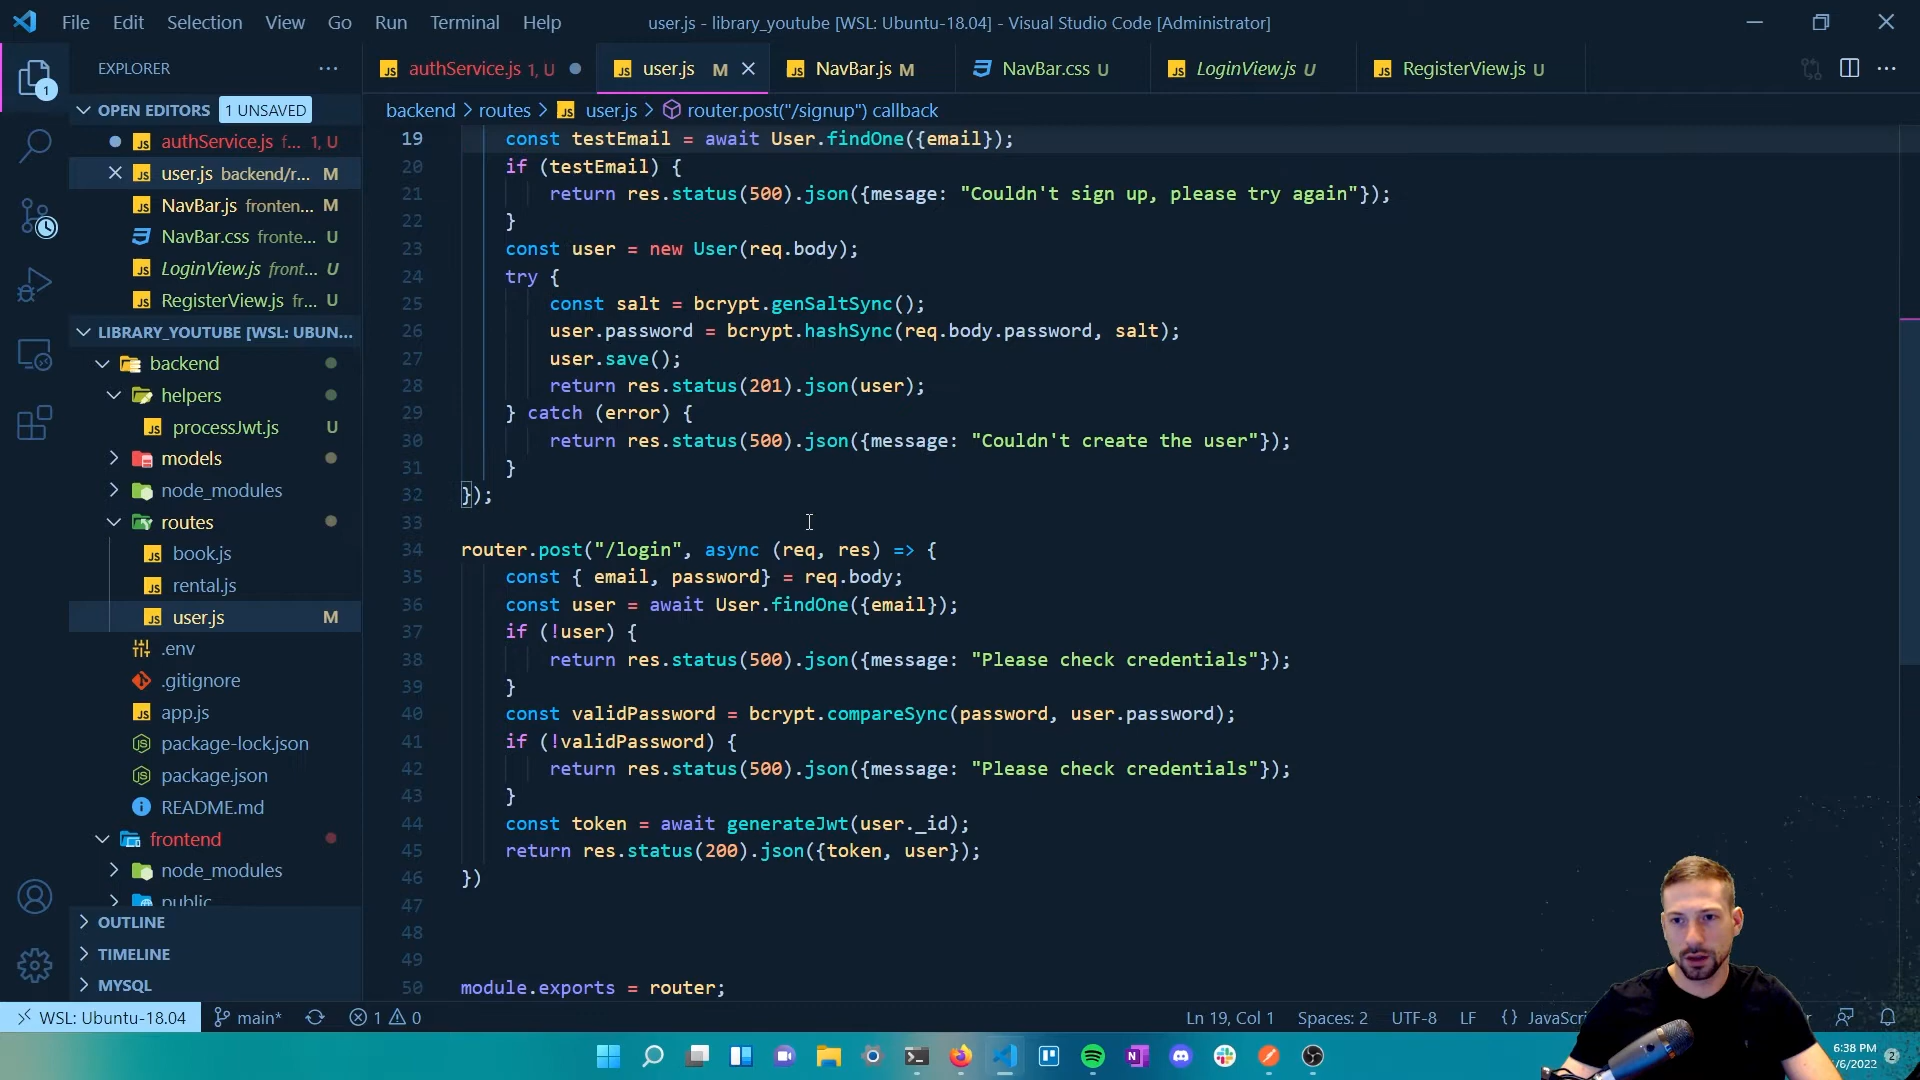 File Edit Selection View Go Run Terminal Help
user.js - library_youtube [WSL: Ubuntu-18.04] - Visual Studio Code [Administrator]
EXPLORER
authService.js 1, U
user.js M
NavBar.js M
NavBar.css U
LoginView.js U
RegisterView.js U
OPEN EDITORS 1 UNSAVED
authService.js f... 1, U
user.js backend/r... M
NavBar.js fronten... M
NavBar.css fronte... U
LoginView.js front... U
RegisterView.js fr... U
LIBRARY_YOUTUBE [WSL: UBUN...
backend
helpers
processJwt.js U
models
node_modules
routes
book.js
rental.js
user.js M
.env
.gitignore
app.js
package-lock.json
package.json
README.md
frontend
node_modules
public
OUTLINE
TIMELINE
MYSQL
backend > routes > user.js > router.post("/signup") callback
19 const testEmail = await User.findOne({email});
20 if (testEmail) {
21 return res.status(500).json({mesage: "Couldn't sign up, please try again"});
22 }
23 const user = new User(req.body);
24 try {
25 const salt = bcrypt.genSaltSync();
26 user.password = bcrypt.hashSync(req.body.password, salt);
27 user.save();
28 return res.status(201).json(user);
29 } catch (error) {
30 return res.status(500).json({message: "Couldn't create the user"});
31 }
32 });
33
34 router.post("/login", async (req, res) => {
35 const { email, password} = req.body;
36 const user = await User.findOne({email});
37 if (!user) {
38 return res.status(500).json({message: "Please check credentials"});
39 }
40 const validPassword = bcrypt.compareSync(password, user.password);
41 if (!validPassword) {
42 return res.status(500).json({message: "Please check credentials"});
43 }
44 const token = await generateJwt(user._id);
45 return res.status(200).json({token, user});
46 })
47
48
49
50 module.exports = router;
WSL: Ubuntu-18.04 main* 1 0
Ln 19, Col 1 Spaces: 2 UTF-8 LF {}
6:38 PM
/6/2022 2